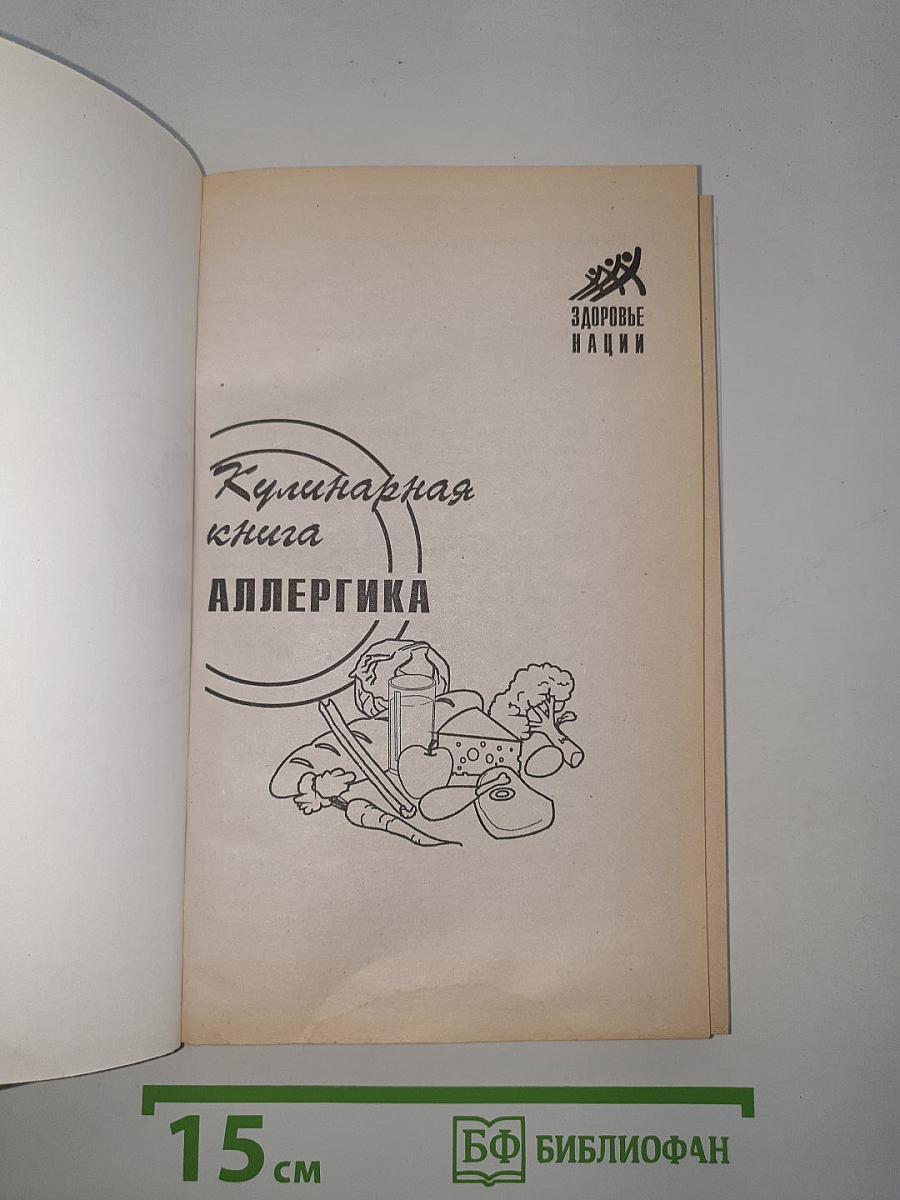 ЗДОРОВЬЕ
НАЦИИ
Кулинарная
книга
АЛЛЕРГИКА
15 см
БФ БИБЛИОФАН